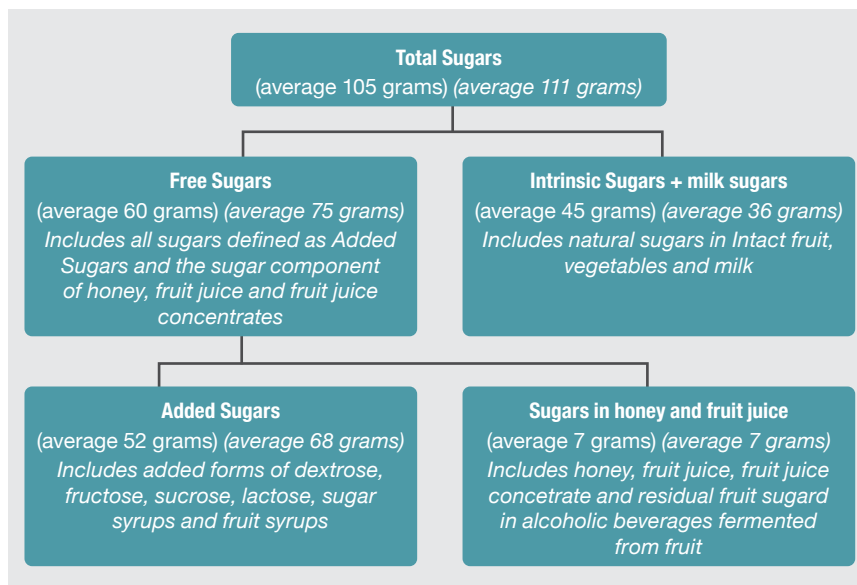 Total Sugars
(average 105 grams) (average 111 grams)
Free Sugars
(average 60 grams) (average 75 grams)
Includes all sugars defined as Added
Sugars and the sugar component
of honey, fruit juice and fruit juice
concentrates
Intrinsic Sugars + milk sugars
(average 45 grams) (average 36 grams)
Includes natural sugars in Intact fruit,
vegetables and milk
Added Sugars
(average 52 grams) (average 68 grams)
Includes added forms of dextrose,
fructose, sucrose, lactose, sugar
syrups and fruit syrups
Sugars in honey and fruit juice
(average 7 grams) (average 7 grams)
Includes honey, fruit juice, fruit juice
concetrate and residual fruit sugard
in alcoholic beverages fermented
from fruit